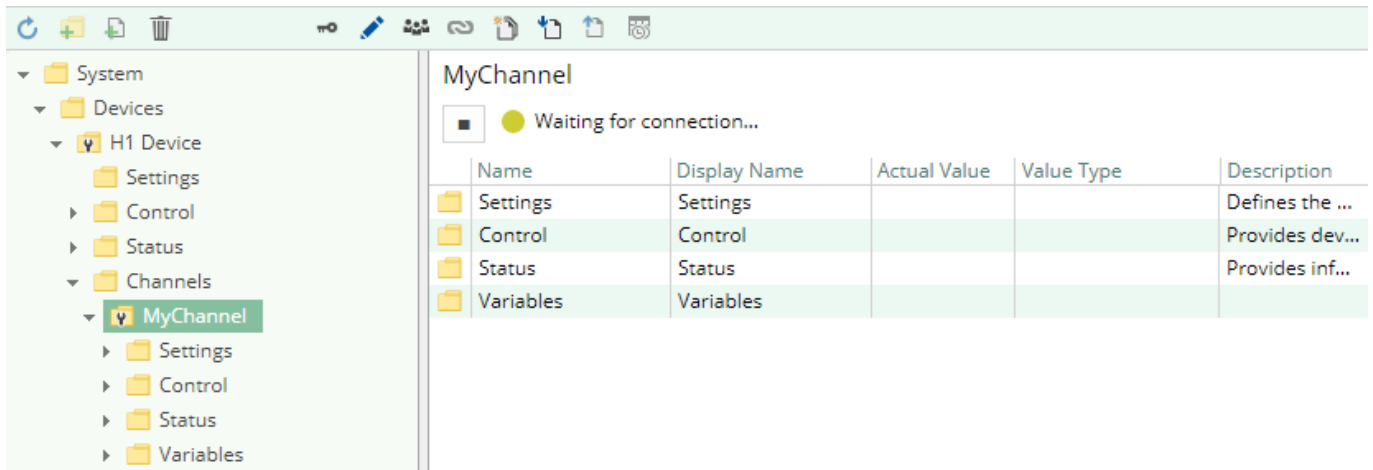 System
Devices
H1 Device
Settings
Control
Status
Channels
MyChannel
Settings
Control
Status
Variables
MyChannel
Waiting for connection...
Name Display Name Actual Value Value Type Description
Settings Settings Defines the ...
Control Control Provides dev...
Status Status Provides inf...
Variables Variables